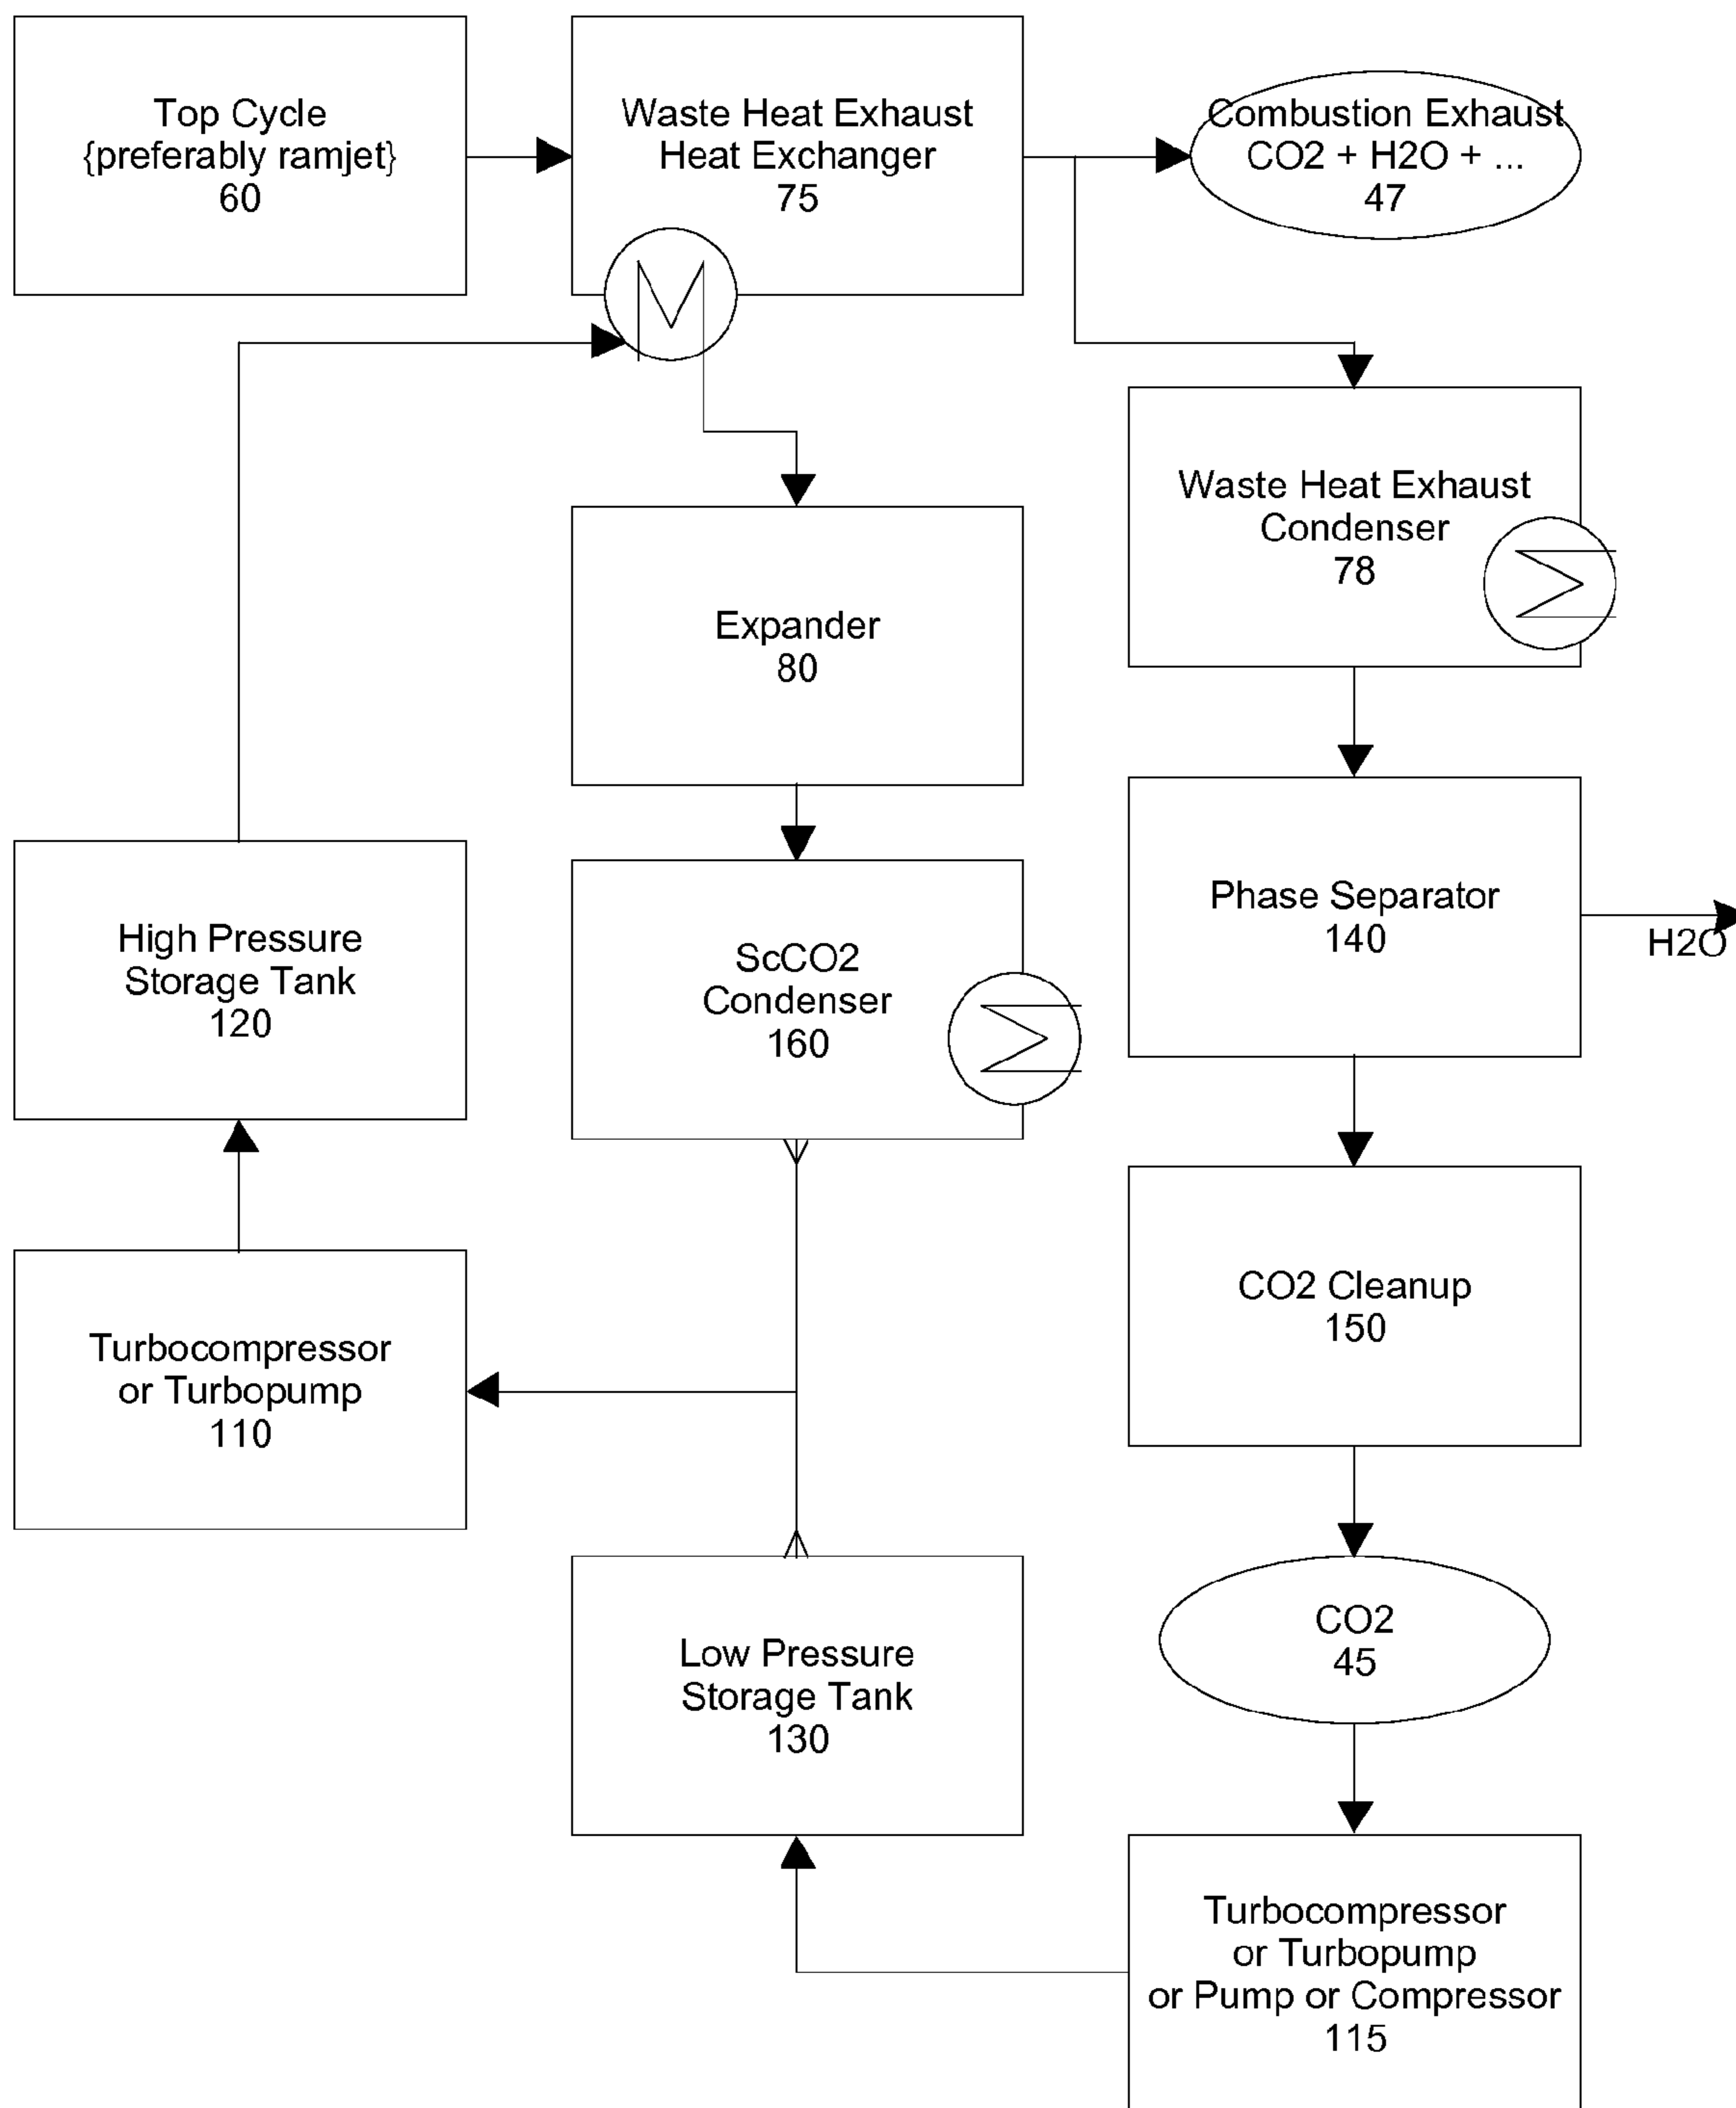 Top Cycle
{preferably ramjet}
60
Waste Heat Exhaust
Heat Exchanger
75
Combustion Exhaust
CO2 + H2O + ...
47
Waste Heat Exhaust
Condenser
78
Expander
80
Phase Separator
140
H2O
High Pressure
Storage Tank
120
ScCO2
Condenser
160
CO2 Cleanup
150
Turbocompressor
or Turbopump
110
Low Pressure
Storage Tank
130
CO2
45
Turbocompressor
or Turbopump
or Pump or Compressor
115